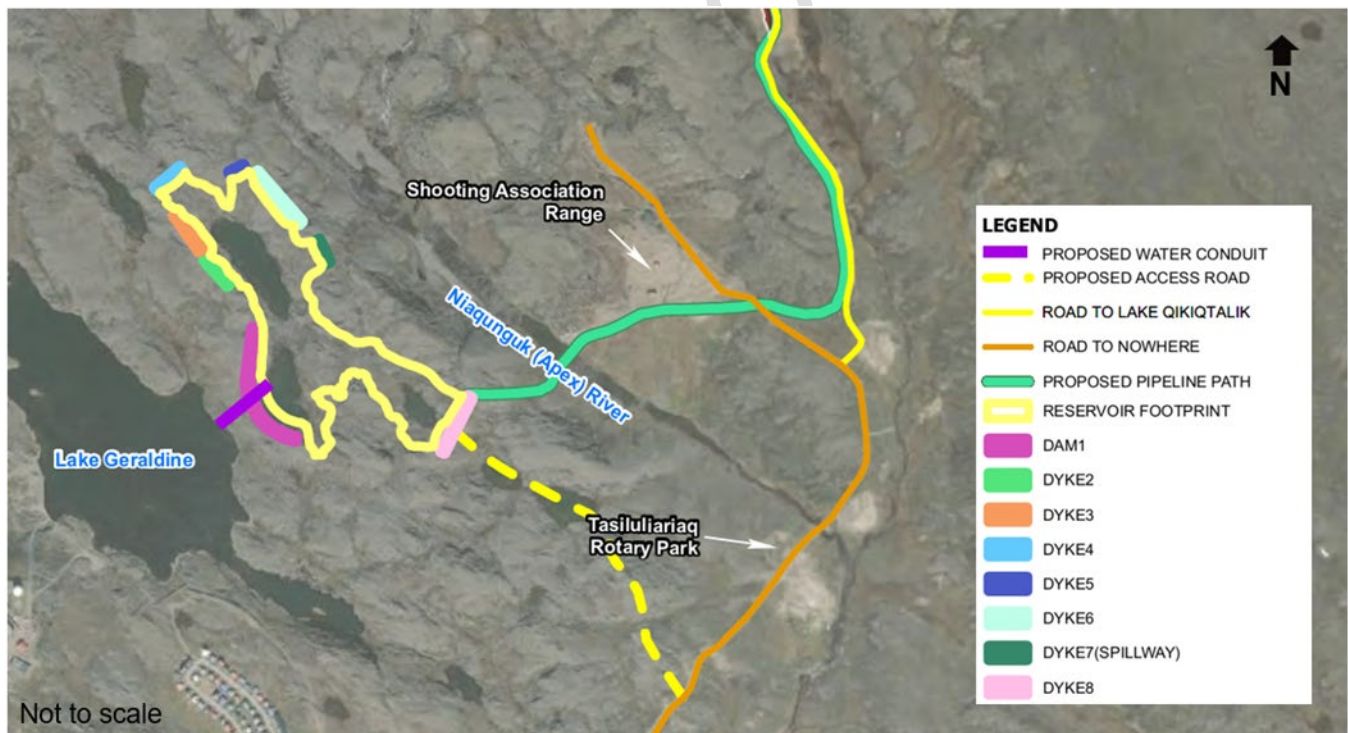 N
Shooting Association
Range
Niaqunguk (Apex) River
Lake Geraldine
Tasiluliariaq
Rotary Park
Not to scale
LEGEND
PROPOSED WATER CONDUIT
PROPOSED ACCESS ROAD
ROAD TO LAKE QIKIQTALIK
ROAD TO NOWHERE
PROPOSED PIPELINE PATH
RESERVOIR FOOTPRINT
DAM1
DYKE2
DYKE3
DYKE4
DYKE5
DYKE6
DYKE7(SPILLWAY)
DYKE8